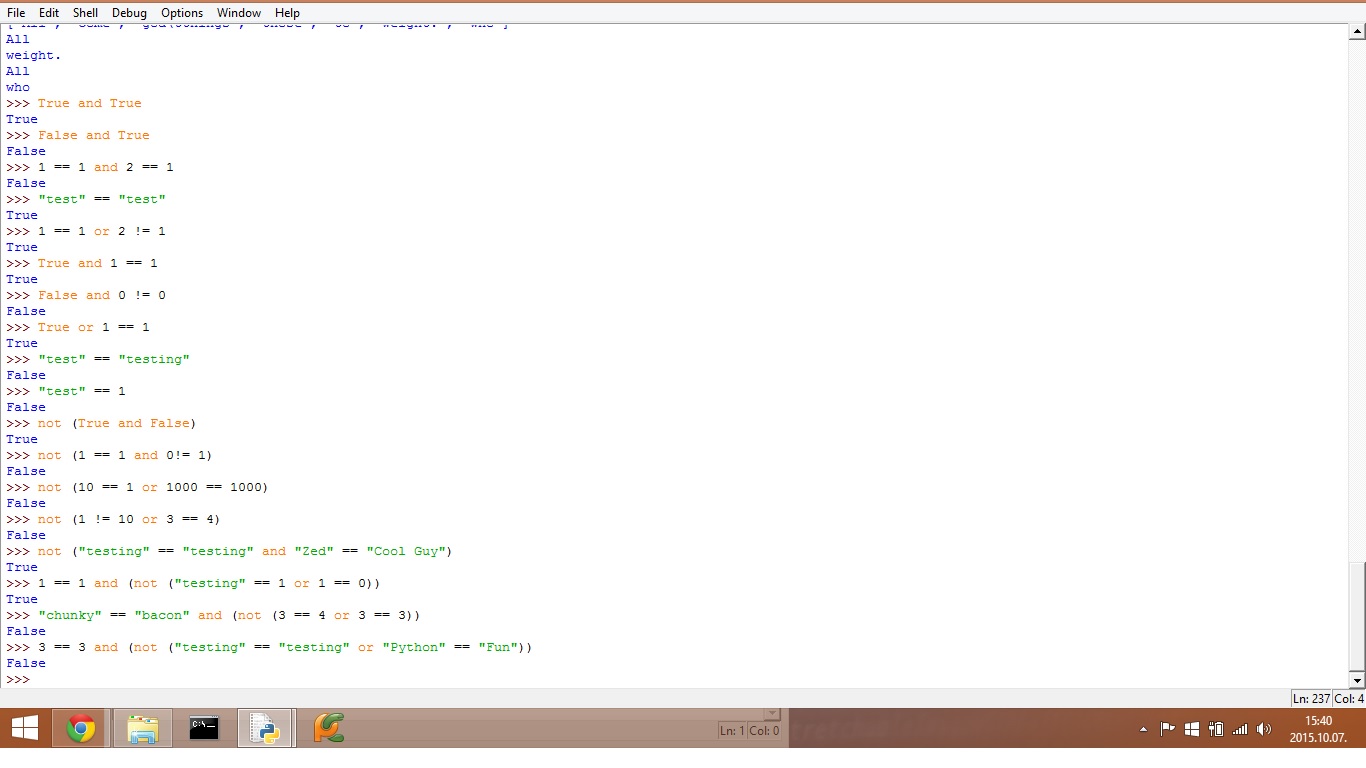 File Edit Shell Debug Options Window Help
All
weight.
All
who
>>> True and True
True
>>> False and True
False
>>> 1 == 1 and 2 == 1
False
>>> "test" == "test"
True
>>> 1 == 1 or 2 != 1
True
>>> True and 1 == 1
True
>>> False and 0 != 0
False
>>> True or 1 == 1
True
>>> "test" == "testing"
False
>>> "test" == 1
False
>>> not (True and False)
True
>>> not (1 == 1 and 0!= 1)
False
>>> not (10 == 1 or 1000 == 1000)
False
>>> not (1 != 10 or 3 == 4)
False
>>> not ("testing" == "testing" and "Zed" == "Cool Guy")
True
>>> 1 == 1 and (not ("testing" == 1 or 1 == 0))
True
>>> "chunky" == "bacon" and (not (3 == 4 or 3 == 3))
False
>>> 3 == 3 and (not ("testing" == "testing" or "Python" == "Fun"))
False
>>>
Ln: 237 Col: 4
Ln: 1 Col: 0
C:\_
15:40
2015.10.07.